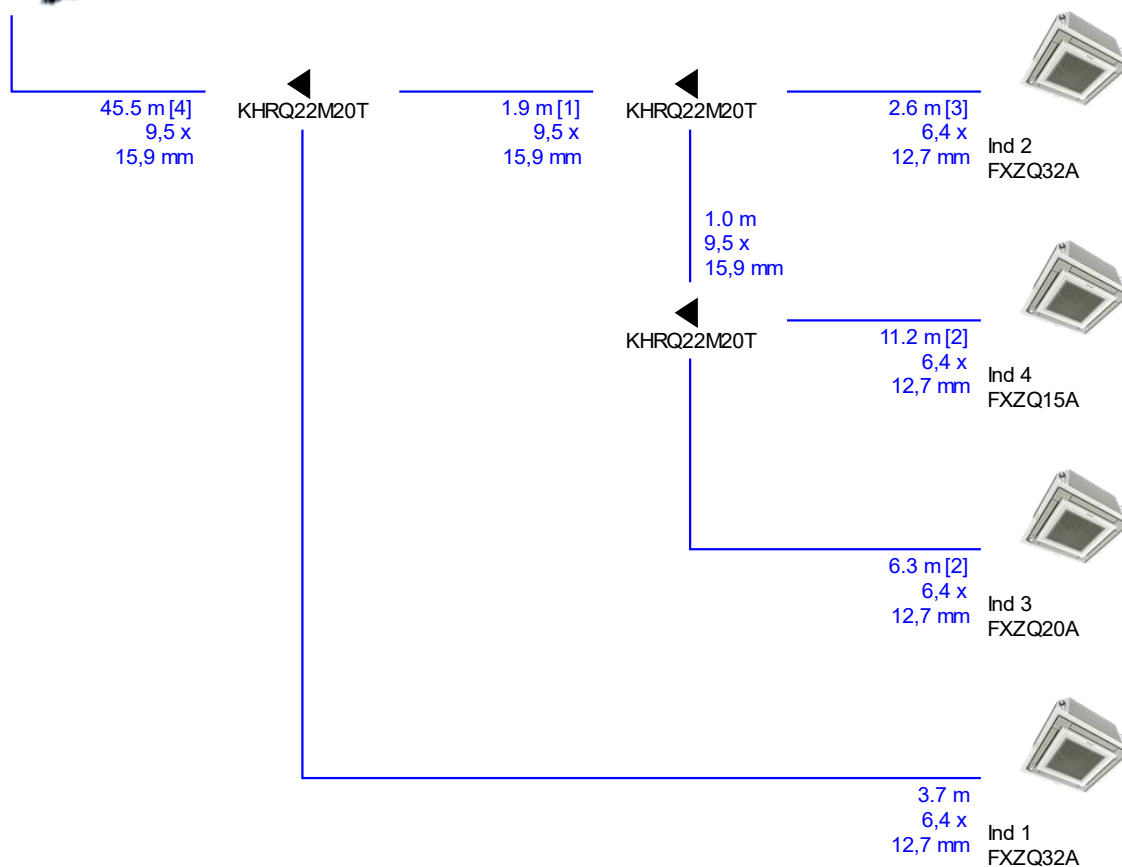 45.5 m [4]
9,5 x
15,9 mm
KHRQ22M20T
1.9 m [1]
9,5 x
15,9 mm
KHRQ22M20T
2.6 m [3]
6,4 x
12,7 mm
Ind 2
FXZQ32A
1.0 m
9,5 x
15,9 mm
KHRQ22M20T
11.2 m [2]
6,4 x
12,7 mm
Ind 4
FXZQ15A
6.3 m [2]
6,4 x
12,7 mm
Ind 3
FXZQ20A
3.7 m
6,4 x
12,7 mm
Ind 1
FXZQ32A